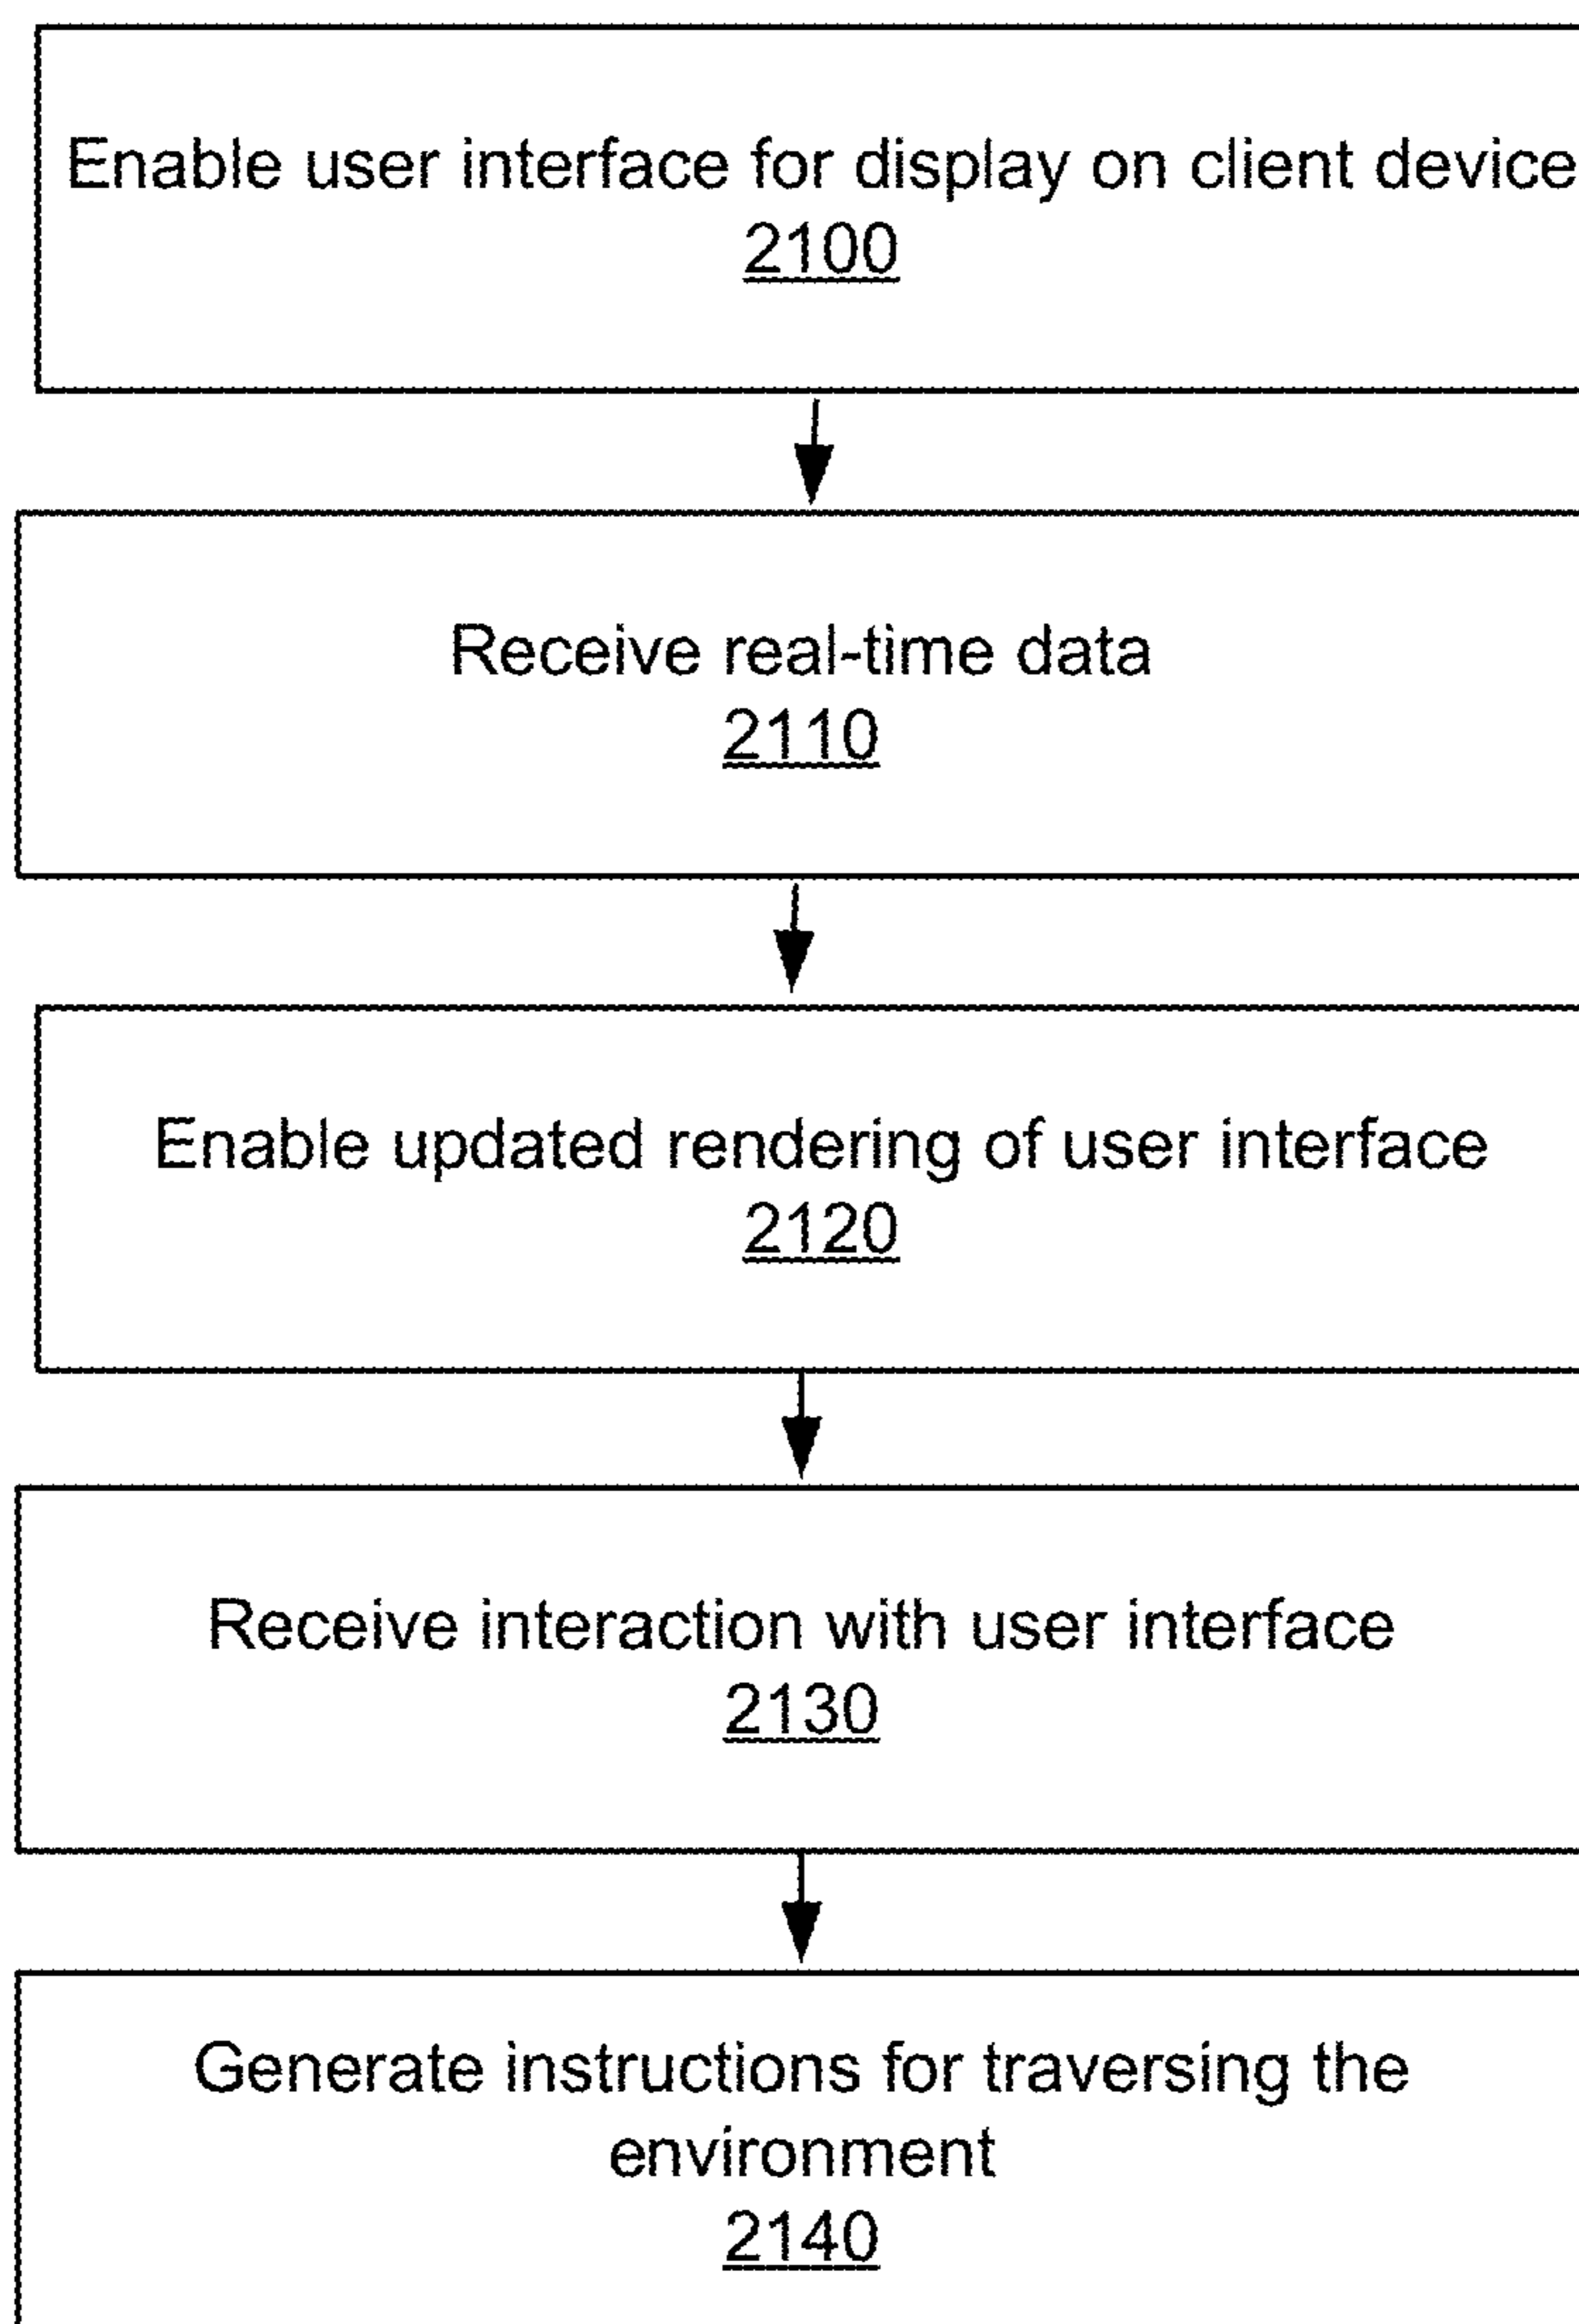 Enable user interface for display on client device
2100
Receive real-time data
2110
Enable updated rendering of user interface
2120
Receive interaction with user interface
2130
Generate instructions for traversing the
environment
2140